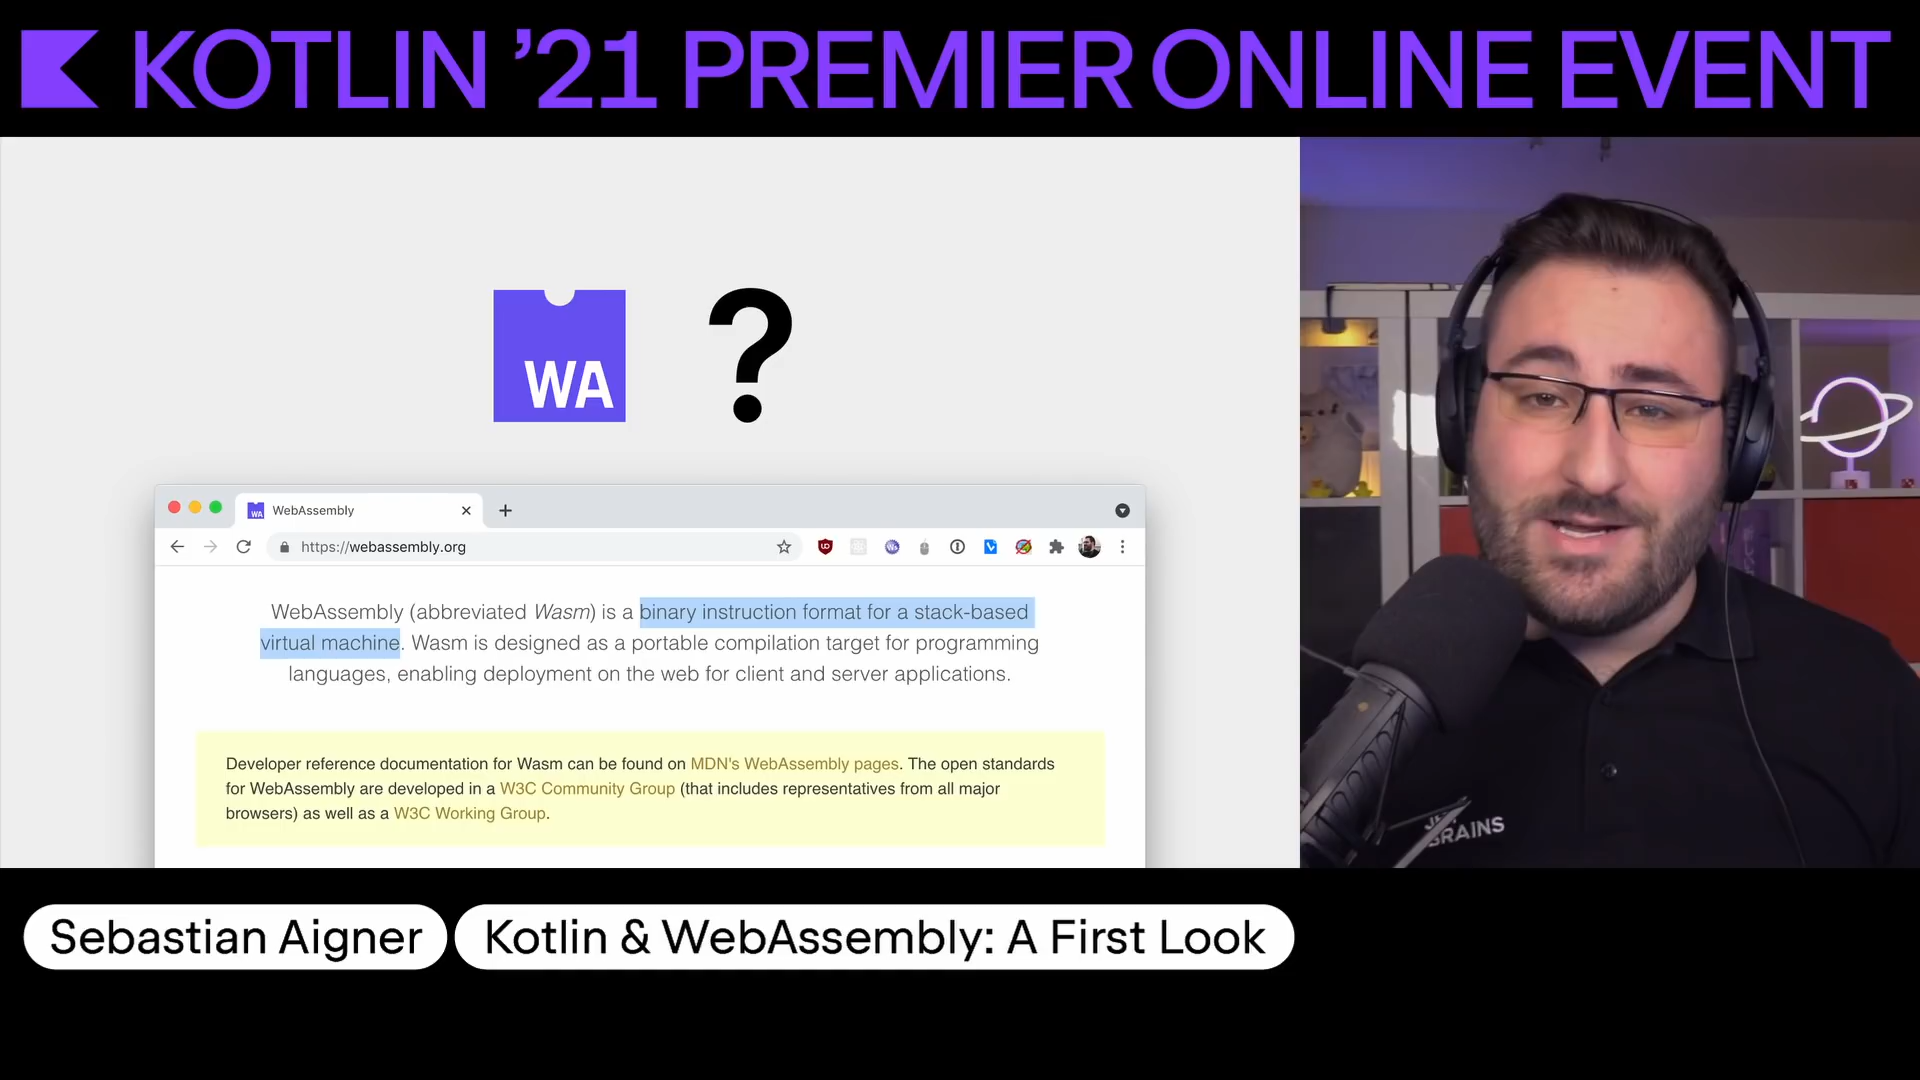 KOTLIN ’21 PREMIER ONLINE EVENT
WA
?
WA
WebAssembly
https://webassembly.org
WebAssembly (abbreviated Wasm) is a binary instruction format for a stack-based
virtual machine. Wasm is designed as a portable compilation target for programming
languages, enabling deployment on the web for client and server applications.
Developer reference documentation for Wasm can be found on MDN's WebAssembly pages. The open standards
for WebAssembly are developed in a W3C Community Group (that includes representatives from all major
browsers) as well as a W3C Working Group.
BRAINS
Sebastian Aigner
Kotlin & WebAssembly: A First Look